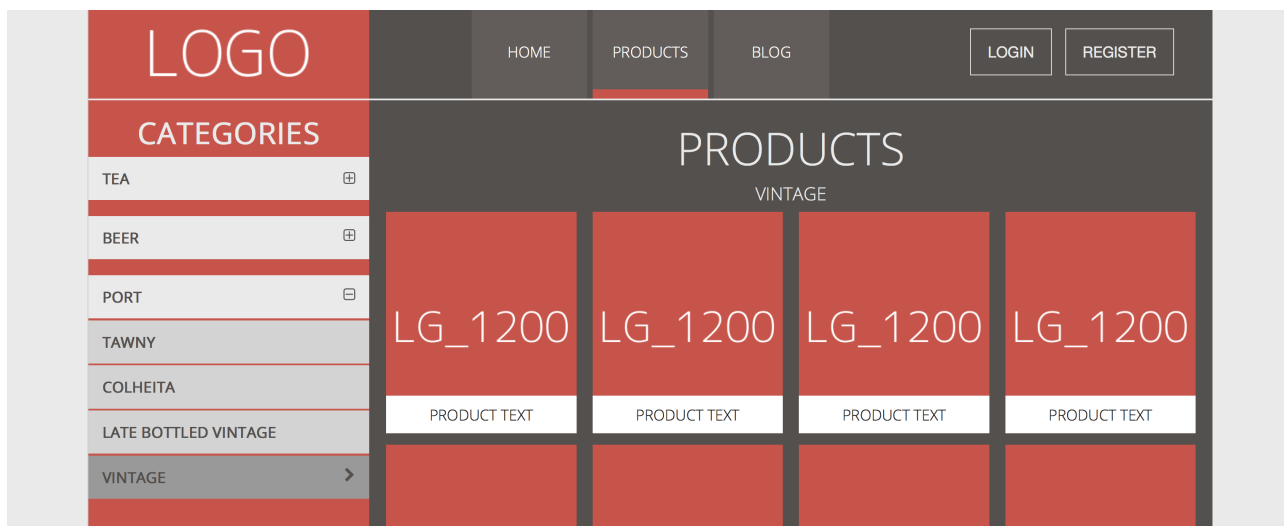 LOGO
HOME
PRODUCTS
BLOG
LOGIN
REGISTER
CATEGORIES
TEA
BEER
PORT
TAWNY
COLHEITA
LATE BOTTLED VINTAGE
VINTAGE
PRODUCTS
VINTAGE
LG_1200
LG_1200
LG_1200
LG_1200
PRODUCT TEXT
PRODUCT TEXT
PRODUCT TEXT
PRODUCT TEXT